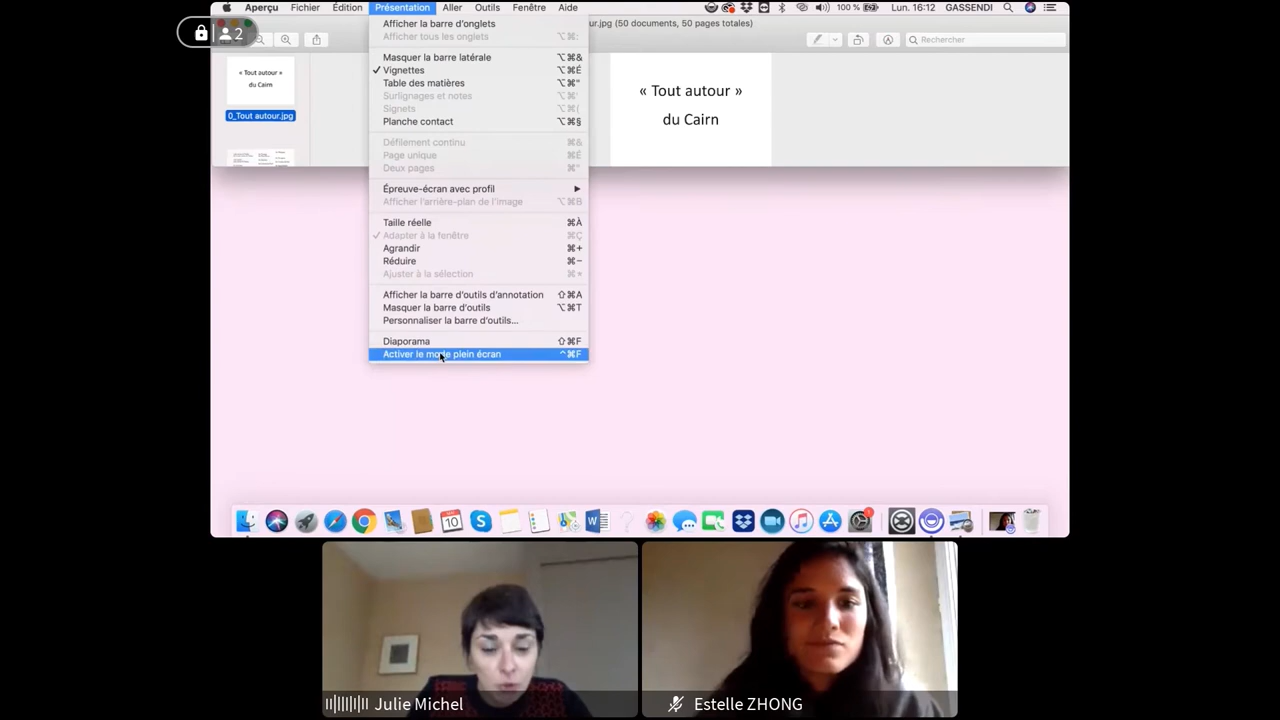 Aperçu Fichier Édition Présentation Aller Outils Fenêtre Aide 100 % Lun. 16:12 GASSENDI
2
ur.jpg (50 documents, 50 pages totales)
Rechercher
Afficher la barre d'onglets
Afficher tous les onglets ⌥⌘:
Masquer la barre latérale ⌥⌘&
✓ Vignettes ⌥⌘É
Table des matières ⌥⌘"
Surlignages et notes ⌥⌘'
Signets ⌥⌘(
Planche contact ⌥⌘§
Défilement continu ⌘&
Page unique ⌘É
Deux pages ⌘"
Épreuve-écran avec profil ▶
Afficher l'arrière-plan de l'image ⌥⌘B
Taille réelle ⌘À
✓ Adapter à la fenêtre ⌘Ç
Agrandir ⌘+
Réduire ⌘−
Ajuster à la sélection
Afficher la barre d'outils d'annotation ⇧⌘A
Masquer la barre d'outils ⌥⌘T
Personnaliser la barre d'outils...
Diaporama ⇧⌘F
Activer le mode plein écran ^⌘F
« Tout autour »
du Cairn
0_Tout autour.jpg
« Tout autour »
du Cairn
10
Julie Michel
Estelle ZHONG